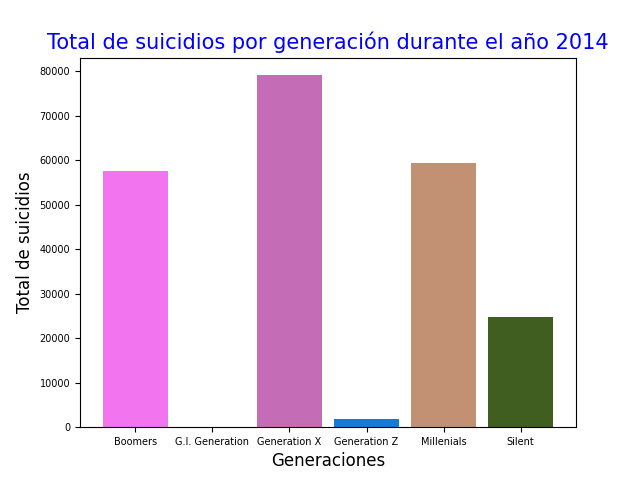 Total de suicidios por generación durante el año 2014
Total de suicidios
80000
70000
60000
50000
40000
30000
20000
10000
0
Boomers G.I. Generation Generation X Generation Z Millenials Silent
Generaciones